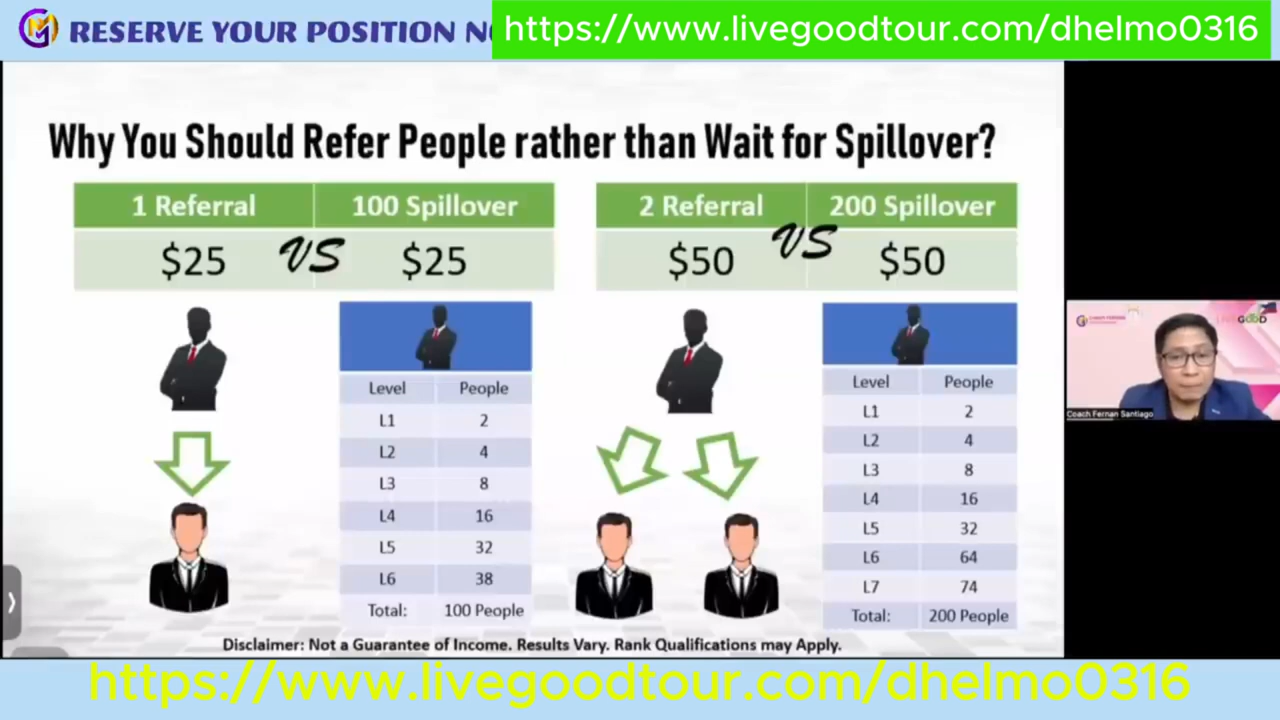 RESERVE YOUR POSITION
https://www.livegoodtour.com/dhelmo0316
Why You Should Refer People rather than Wait for Spillover?
1 Referral 100 Spillover
$25 VS $25
2 Referral 200 Spillover
$50 VS $50
Level People
L1 2
L2 4
L3 8
L4 16
L5 32
L6 38
Total: 100 People
Level People
L1 2
L2 4
L3 8
L4 16
L5 32
L6 64
L7 74
Total: 200 People
Disclaimer: Not a Guarantee of Income. Results Vary. Rank Qualifications may Apply.
Coach Fernan Santiago
https://www.livegoodtour.com/dhelmo0316